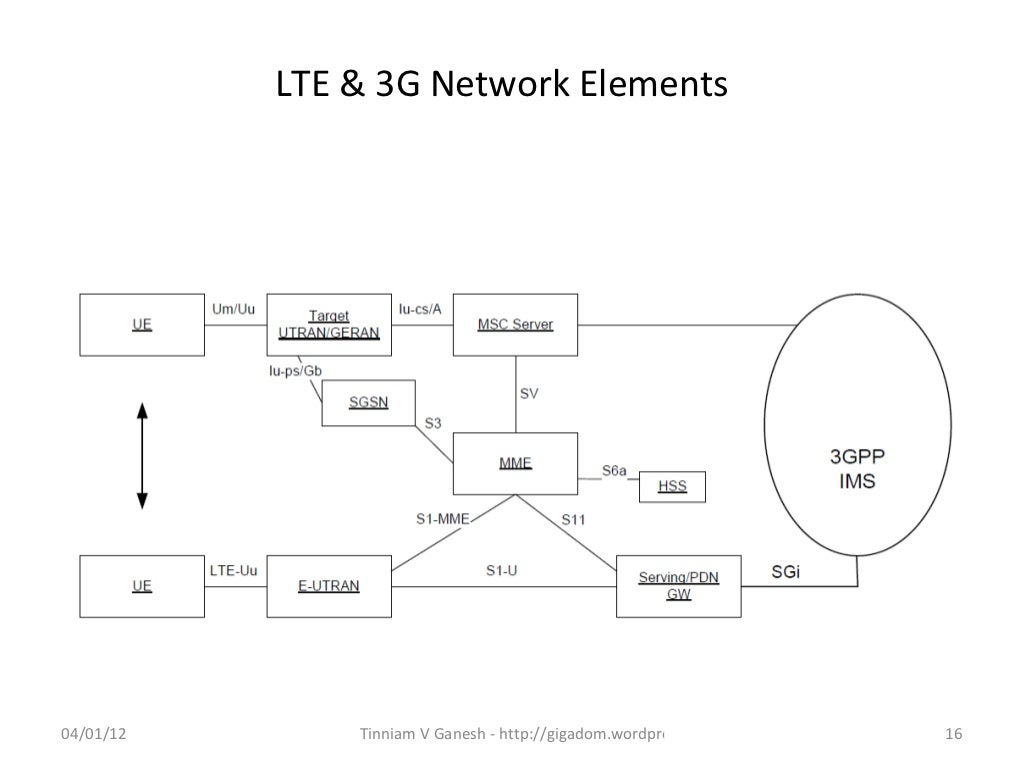 LTE & 3G Network Elements
Um/Uu
Iu-cs/A
UE
Target
UTRAN/GERAN
MSC Server
Iu-ps/Gb
SGSN
SV
S3
MME
3GPP
IMS
S6a
HSS
S1-MME
S11
LTE-Uu
S1-U
SGi
UE
E-UTRAN
Serving/PDN
GW
04/01/12
Tinniam V Ganesh - http://gigadom.wordpr
16